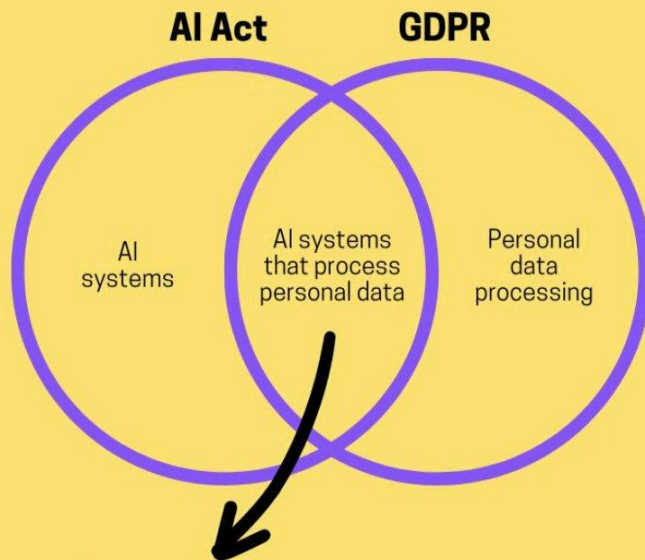 AI Act
GDPR
AI
systems
AI systems
that process
personal data
Personal
data
processing